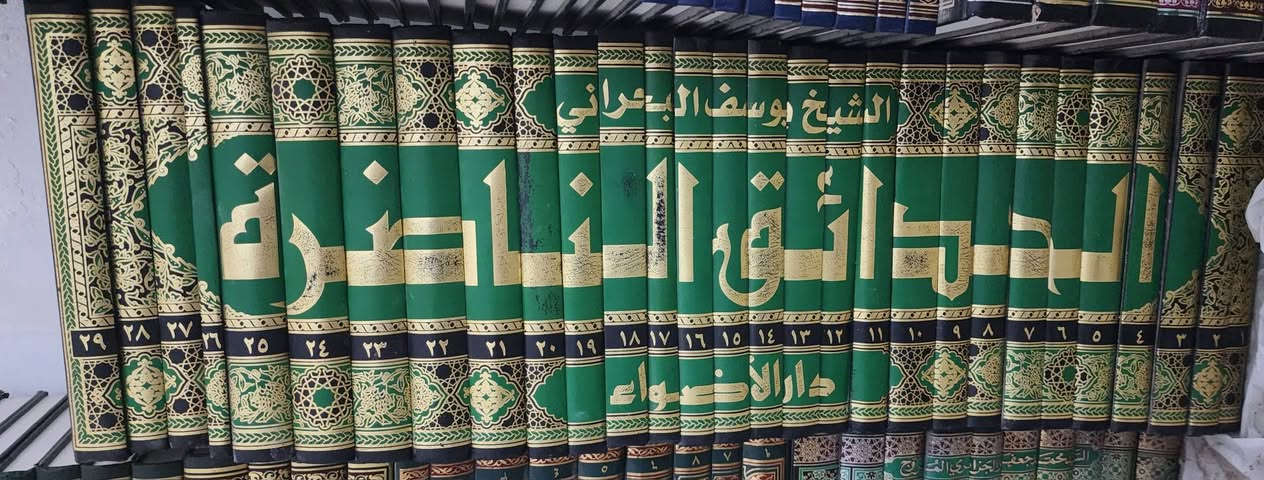 الشيخ يوسف البحراني
الحدائق الناضرة
١ ٢ ٣ ٤ ٥ ٦ ٧ ٨ ٩ ١٠ ١١ ١٢ ١٣ ١٤ ١٥ ١٦ ١٧ ١٨ ١٩ ٢٠ ٢١ ٢٢ ٢٣ ٢٤ ٢٥ ٢٦ ٢٧ ٢٨ ٢٩
دار الأضواء